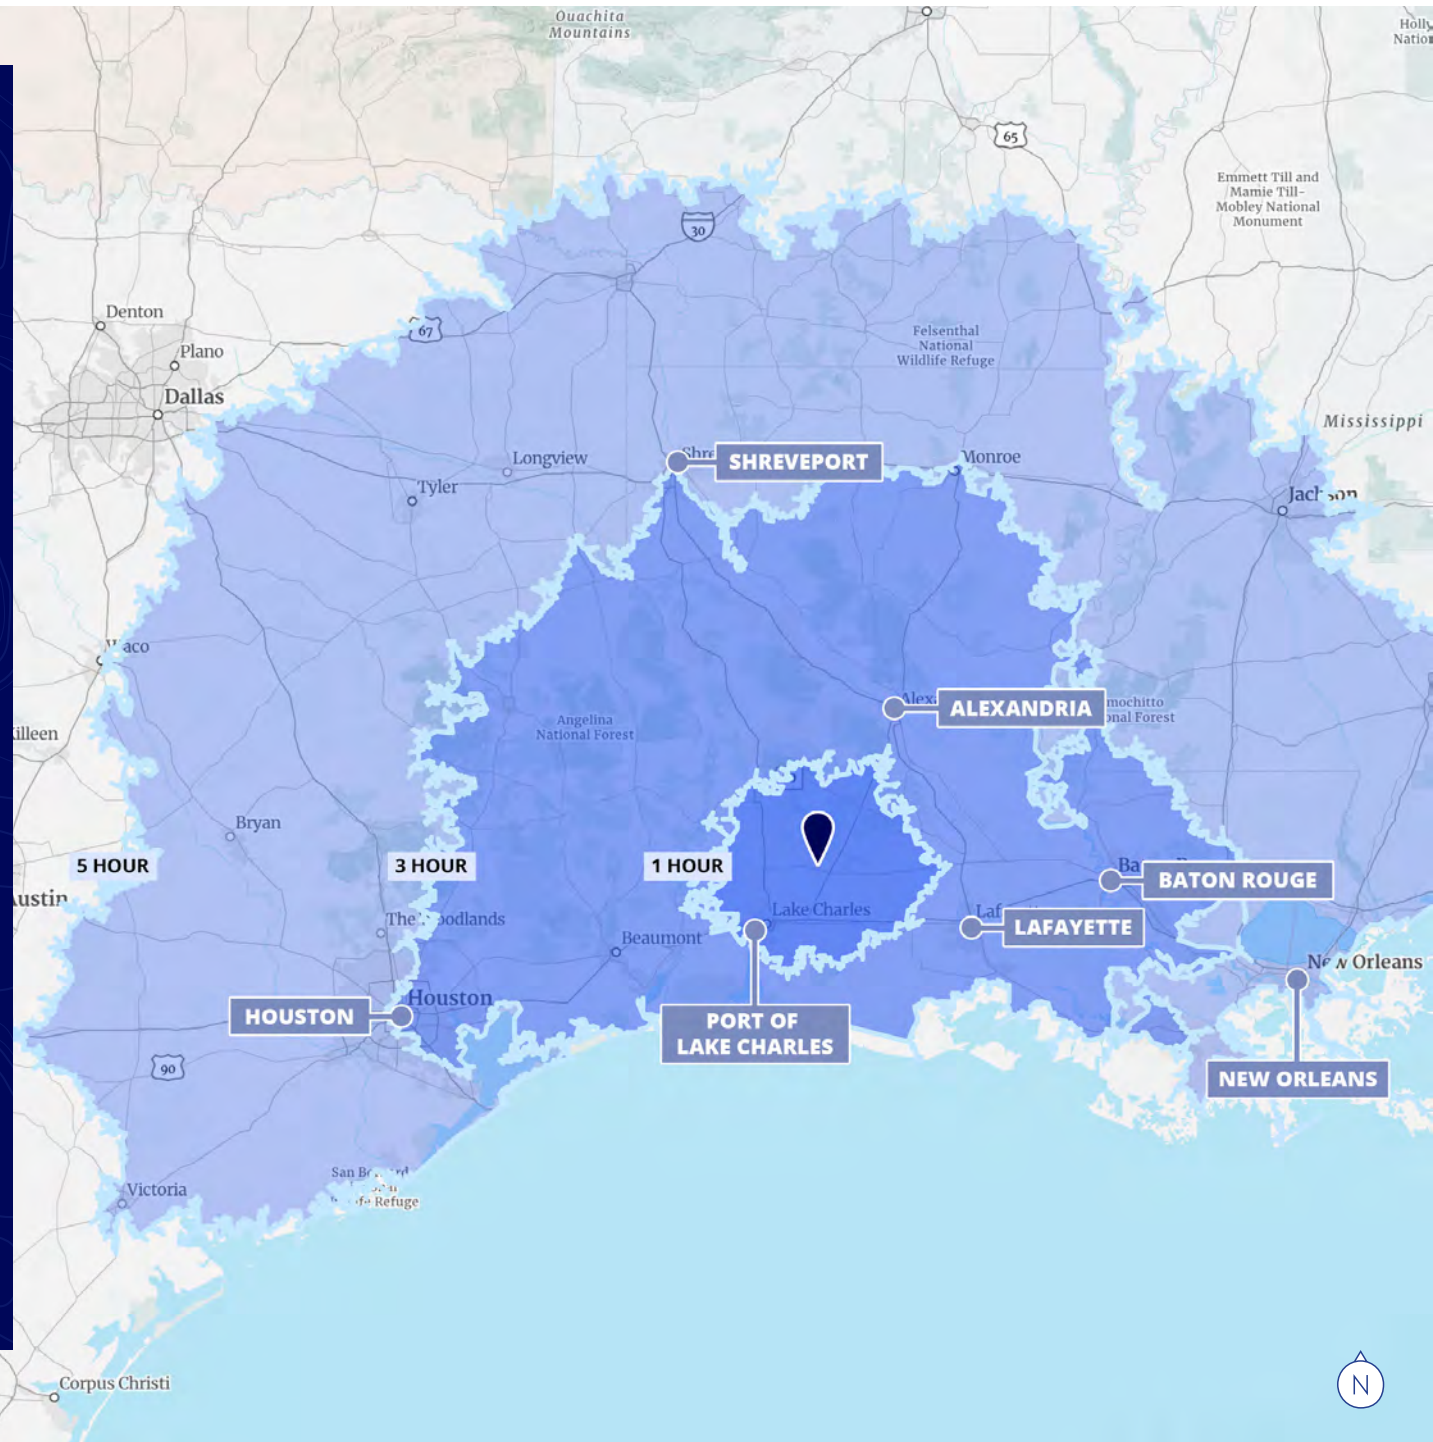 Ouachita
Mountains
Holly
65
Emmett Till and
Mamie Till-
Mobley National
Monument
30
Denton
67
Felsenthal
National
Wildlife Refuge
Plano
Dallas
Mississippi
Longview
SHREVEPORT
Monroe
Tyler
Jackson
ALEXANDRIA
Angelina
National Forest
Bryan
5 HOUR
3 HOUR
1 HOUR
BATON ROUGE
Lake Charles
LAFAYETTE
Beaumont
New Orleans
Houston
HOUSTON
PORT OF
LAKE CHARLES
90
NEW ORLEANS
Victoria
Refuge
Corpus Christi
N